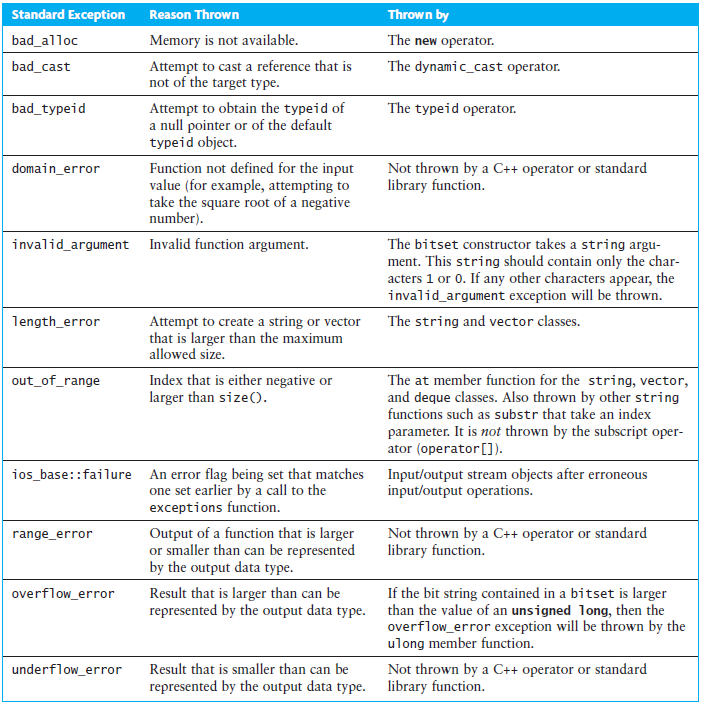 Standard Exception Reason Thrown Thrown by
bad_alloc Memory is not available. The new operator.
bad_cast Attempt to cast a reference that is The dynamic_cast operator.
not of the target type.
bad_typeid Attempt to obtain the typeid of The typeid operator.
a null pointer or of the default
typeid object.
domain_error Function not defined for the input Not thrown by a C++ operator or standard
value (for example, attempting to library function.
take the square root of a negative
number).
invalid_argument Invalid function argument. The bitset constructor takes a string argu-
ment. This string should contain only the char-
acters 1 or 0. If any other characters appear, the
invalid_argument exception will be thrown.
length_error Attempt to create a string or vector The string and vector classes.
that is larger than the maximum
allowed size.
out_of_range Index that is either negative or The at member function for the string, vector,
larger than size(). and deque classes. Also thrown by other string
functions such as substr that take an index
parameter. It is not thrown by the subscript oper-
ator (operator[]).
ios_base::failure An error flag being set that matches Input/output stream objects after erroneous
one set earlier by a call to the input/output operations.
exceptions function.
range_error Output of a function that is larger Not thrown by a C++ operator or standard
or smaller than can be represented library function.
by the output data type.
overflow_error Result that is larger than can be If the bit string contained in a bitset is larger
represented by the output data type. than the value of an unsigned long, then the
overflow_error exception will be thrown by the
ulong member function.
underflow_error Result that is smaller than can be Not thrown by a C++ operator or standard
represented by the output data type. library function.